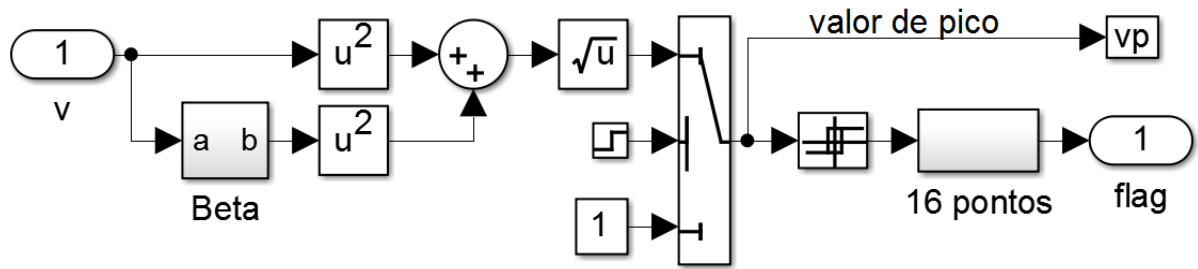 1
v
a b
Beta
u²
u²
+
+
√u
1
valor de pico
vp
16 pontos
1
flag